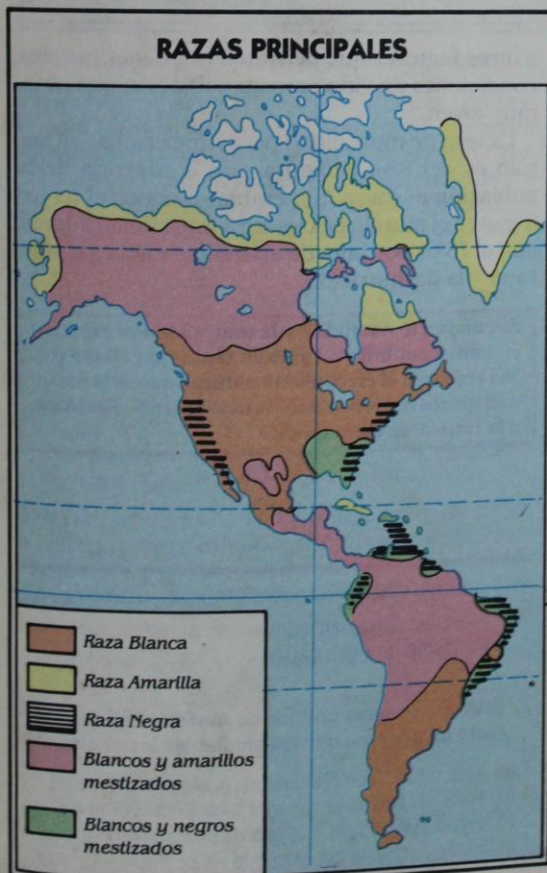 RAZAS PRINCIPALES
Raza Blanca
Raza Amarilla
Raza Negra
Blancos y amarillos
mestizados
Blancos y negros
mestizados